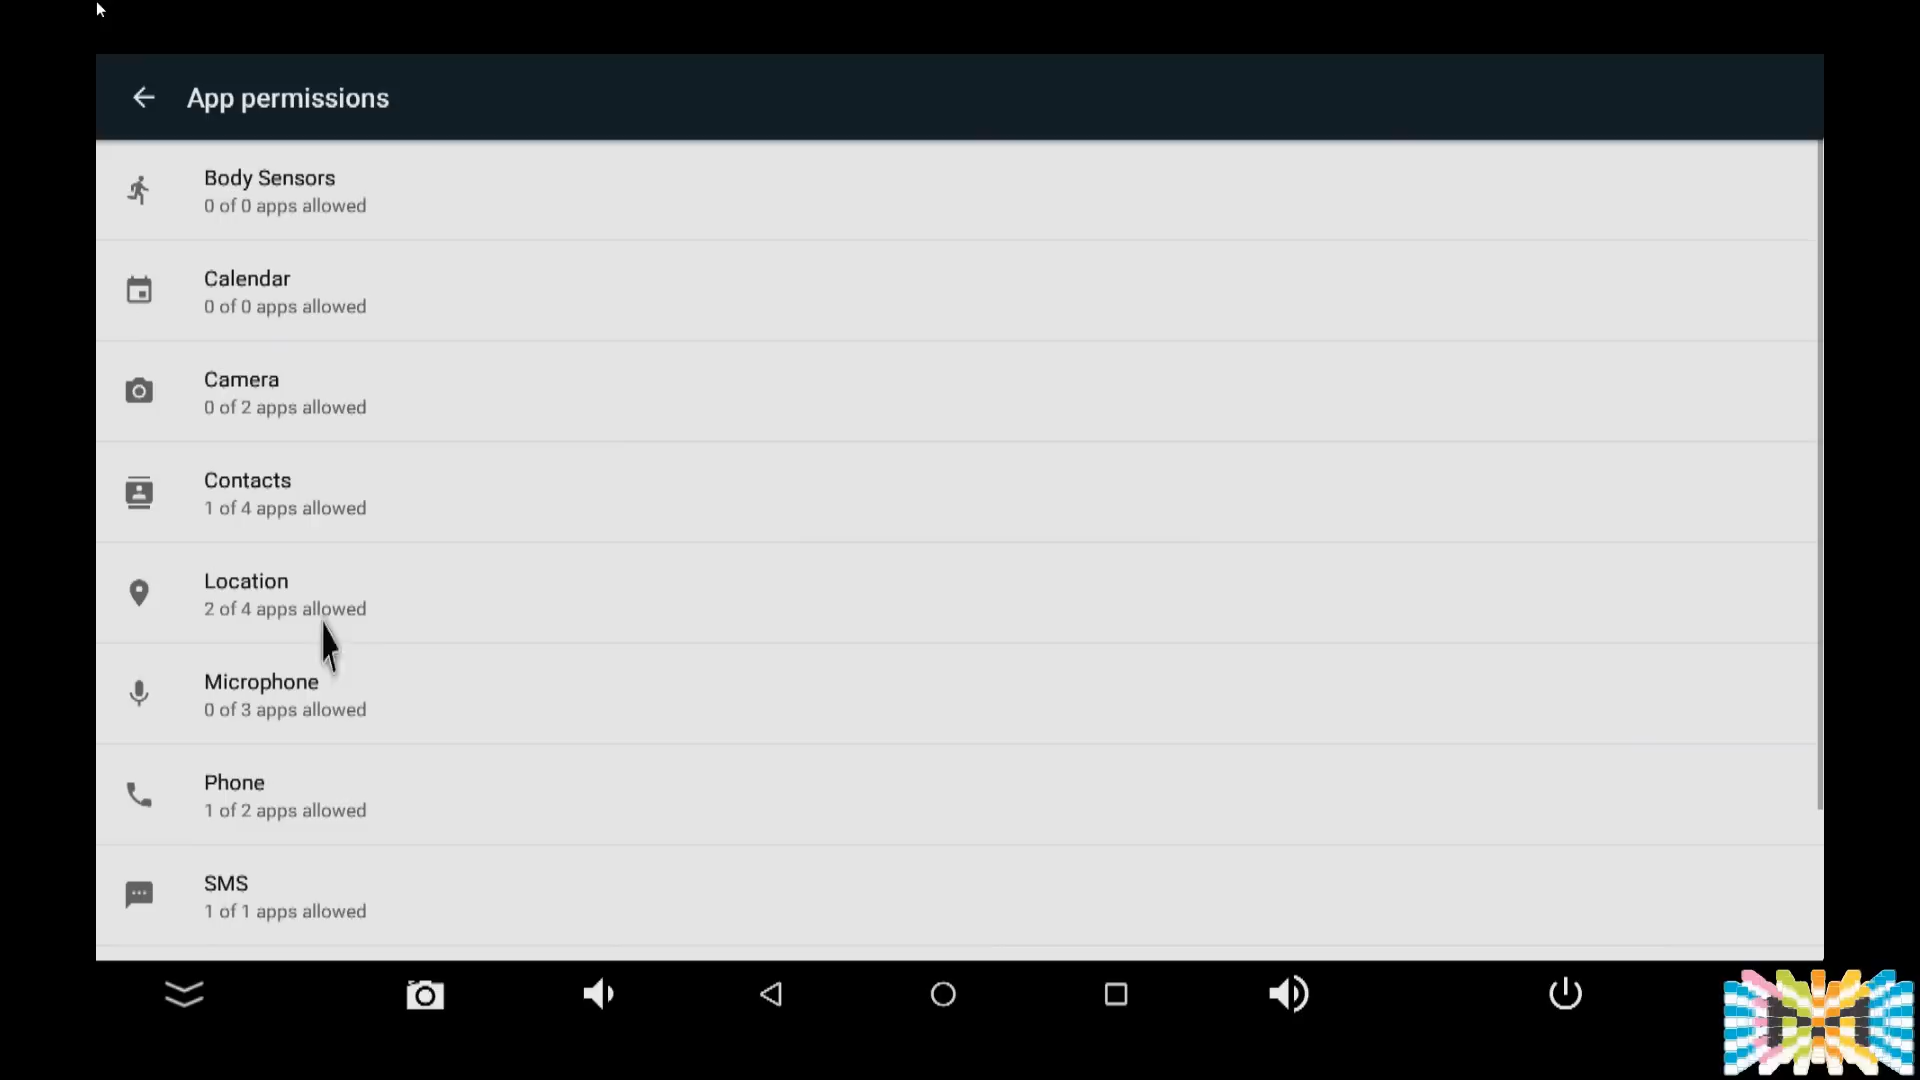 App permissions
Body Sensors
0 of 0 apps allowed
Calendar
0 of 0 apps allowed
Camera
0 of 2 apps allowed
Contacts
1 of 4 apps allowed
Location
2 of 4 apps allowed
Microphone
0 of 3 apps allowed
Phone
1 of 2 apps allowed
SMS
1 of 1 apps allowed